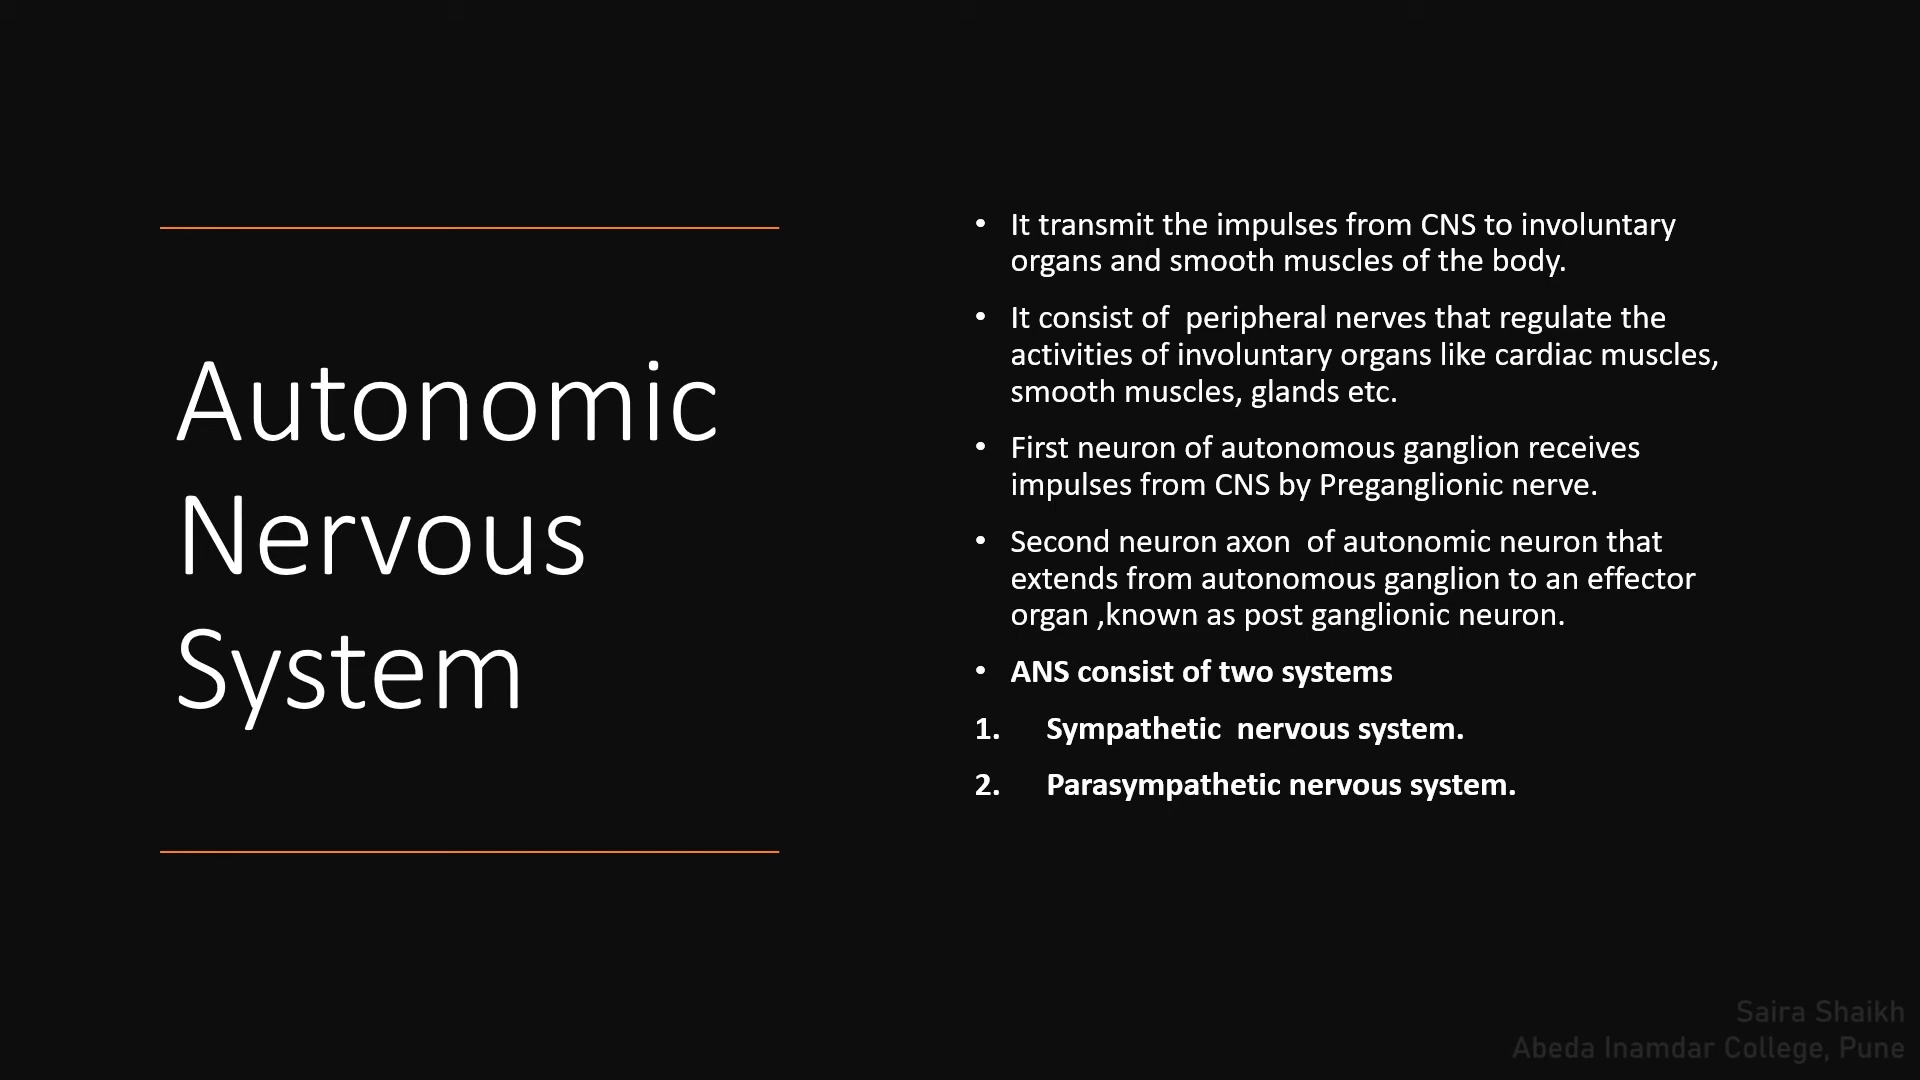 Autonomic
Nervous
System
• It transmit the impulses from CNS to involuntary
organs and smooth muscles of the body.
• It consist of  peripheral nerves that regulate the
activities of involuntary organs like cardiac muscles,
smooth muscles, glands etc.
• First neuron of autonomous ganglion receives
impulses from CNS by Preganglionic nerve.
• Second neuron axon  of autonomic neuron that
extends from autonomous ganglion to an effector
organ ,known as post ganglionic neuron.
• ANS consist of two systems
1. Sympathetic  nervous system.
2. Parasympathetic nervous system.
Saira Shaikh
Abeda Inamdar College, Pune